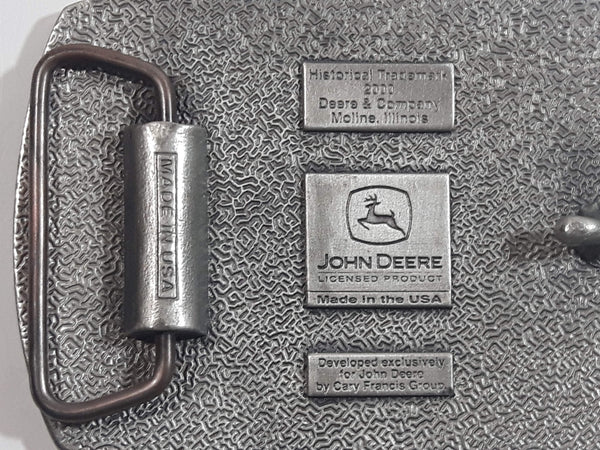 Historical Trademark
2000
Deere & Company
Moline, Illinois
MADE IN USA
JOHN DEERE
LICENSED PRODUCT
Made in the USA
Developed exclusively
for John Deere
by Cary Francis Group